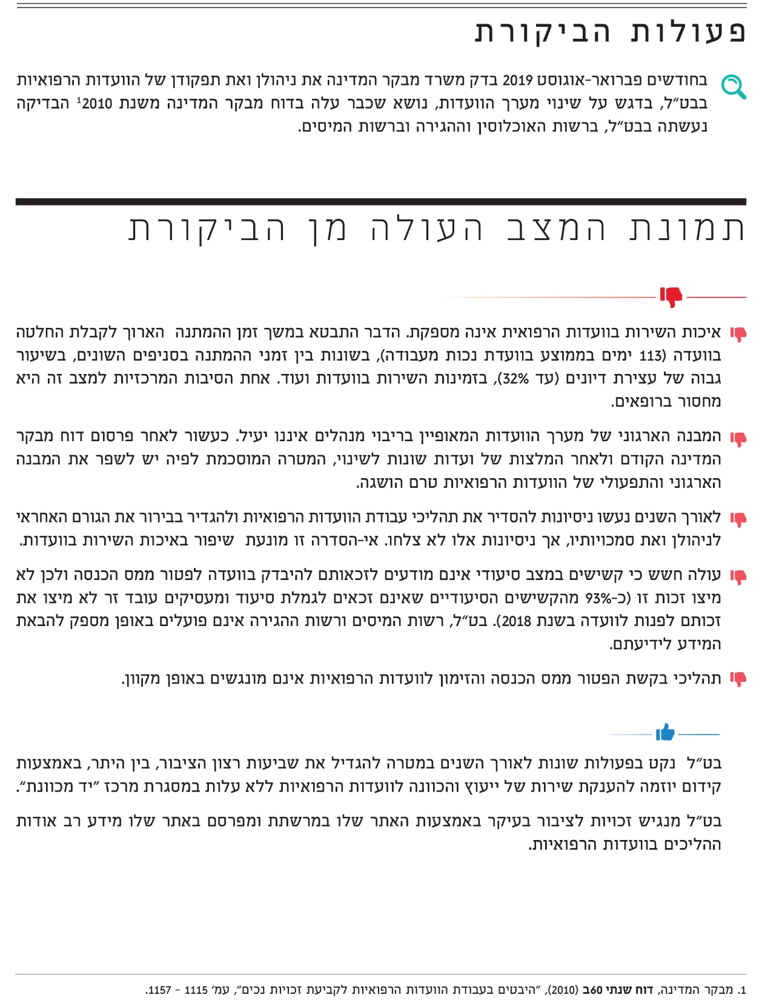 פעולות הביקורת
בחודשים פברואר-אוגוסט 2019 בדק משרד מבקר המדינה את ניהולן ואת תפקודן של הוועדות הרפואיות
בבט״ל, בדגש על שינוי מערך הוועדות, נושא שכבר עלה בדוח מבקר המדינה משנת 2010¹ הבדיקה
נעשתה בבט״ל, ברשות האוכלוסין וההגירה וברשות המיסים.
תמונת המצב העולה מן הביקורת
איכות השירות בוועדות הרפואית אינה מספקת. הדבר התבטא במשך זמן ההמתנה הארוך לקבלת החלטה
בוועדה (113 ימים בממוצע בוועדת נכות מעבודה), בשונות בין זמני ההמתנה בסניפים השונים, בשיעור
גבוה של עצירת דיונים (עד 32%), בזמינות השירות בוועדות ועוד. אחת הסיבות המרכזיות למצב זה היא
מחסור ברופאים.
המבנה הארגוני של מערך הוועדות המאופיין בריבוי מנהלים איננו יעיל. כעשור לאחר פרסום דוח מבקר
המדינה הקודם ולאחר המלצות של ועדות שונות לשינוי, המטרה המוסכמת לפיה יש לשפר את המבנה
הארגוני והתפעולי של הוועדות הרפואיות טרם הושגה.
לאורך השנים נעשו ניסיונות להסדיר את תהליכי עבודת הוועדות הרפואיות ולהגדיר בבירור את הגורם האחראי
לניהולן ואת סמכויותיו, אך ניסיונות אלו לא צלחו. אי-הסדרה זו מונעת שיפור באיכות השירות בוועדות.
עולה חשש כי קשישים במצב סיעודי אינם מודעים לזכאותם להיבדק בוועדה לפטור ממס הכנסה ולכן לא
מיצו זכות זו (כ-93% מהקשישים הסיעודיים שאינם זכאים לגמלת סיעוד ומעסיקים עובד זר לא מיצו את
זכותם לפנות לוועדה בשנת 2018). בט״ל, רשות המיסים ורשות ההגירה אינם פועלים באופן מספק להבאת
המידע לידיעתם.
תהליכי בקשת הפטור ממס הכנסה והזימון לוועדות הרפואיות אינם מונגשים באופן מקוון.
בט״ל נקט בפעולות שונות לאורך השנים במטרה להגדיל את שביעות רצון הציבור, בין היתר, באמצעות
קידום יוזמה להענקת שירות של ייעוץ והכוונה לוועדות הרפואיות ללא עלות במסגרת מרכז ״יד מכוונת״.
בט״ל מנגיש זכויות לציבור בעיקר באמצעות האתר שלו במרשתת ומפרסם באתר שלו מידע רב אודות
ההליכים בוועדות הרפואיות.
1. מבקר המדינה, דוח שנתי 60ב (2010), ״היבטים בעבודת הוועדות הרפואיות לקביעת זכויות נכים״, עמ׳ 1115 - 1157.